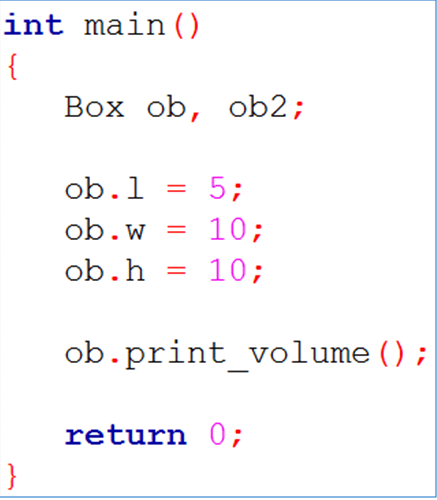 int main()
{
Box ob, ob2;
ob.l = 5;
ob.w = 10;
ob.h = 10;
ob.print_volume();
return 0;
}